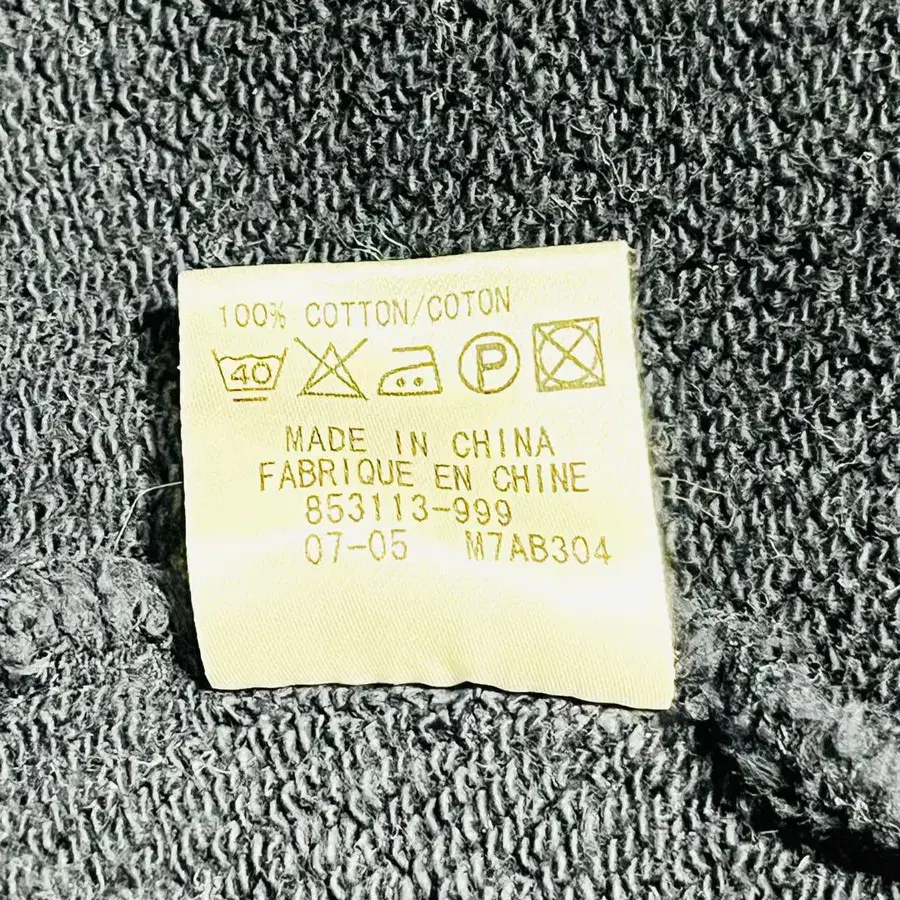 100% COTTON/COTON
40 P
MADE IN CHINA
FABRIQUE EN CHINE
853113-999
07-05 M7AB304